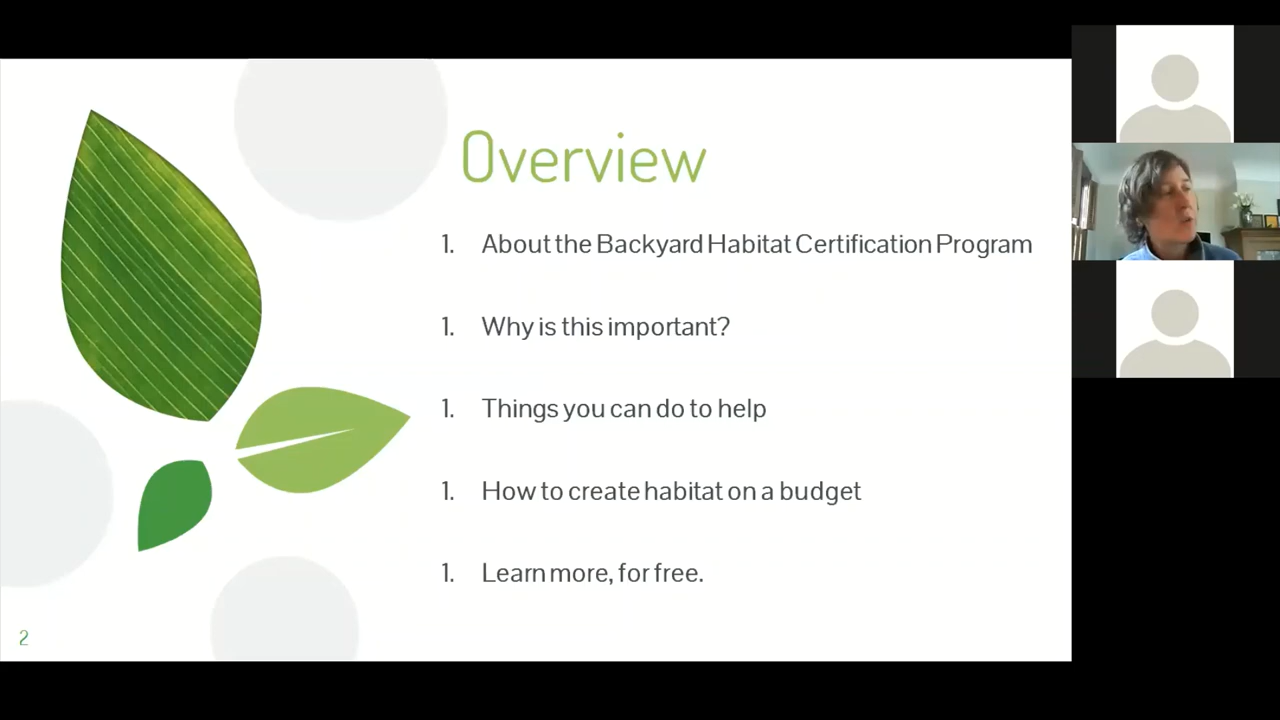 Overview
1. About the Backyard Habitat Certification Program
1. Why is this important?
1. Things you can do to help
1. How to create habitat on a budget
1. Learn more, for free.
2